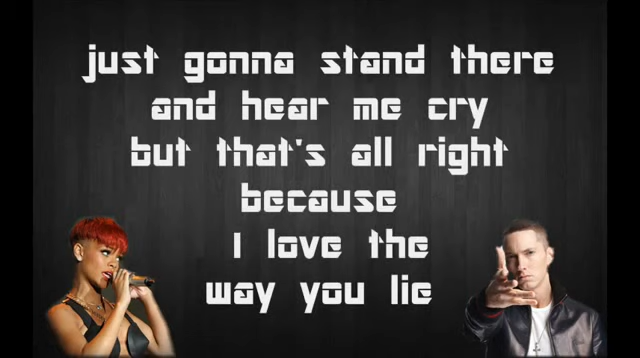 just gonna stand there
and hear me cry
but that's all right
because
I love the
way you lie